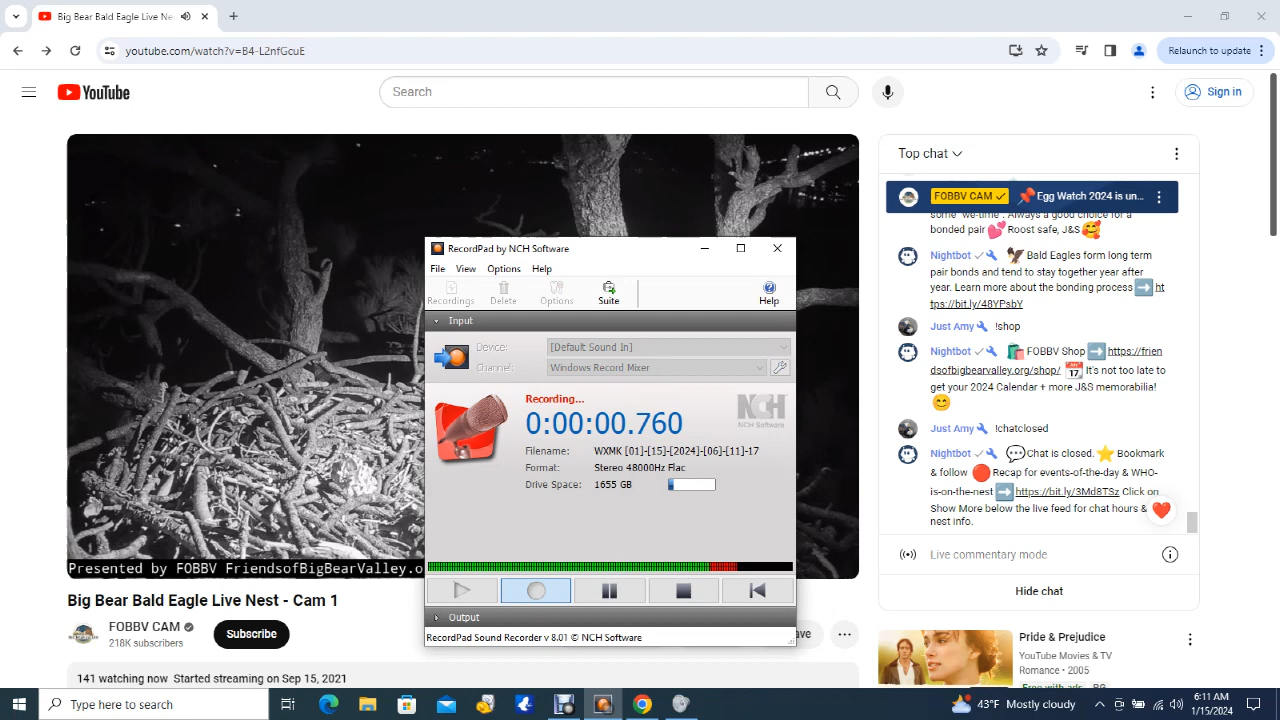 Big Bear Bald Eagle Live Ne
youtube.com/watch?v=B4-L2nfGcuE
Relaunch to update
YouTube
Search
Sign in
Presented by FOBBV FriendsofBigBearValley.o
Big Bear Bald Eagle Live Nest - Cam 1
FOBBV CAM
218K subscribers
Subscribe
ave
141 watching now Started streaming on Sep 15, 2021
RecordPad by NCH Software
File View Options Help
Recordings Delete Options Suite Help
Input
Device: [Default Sound In]
Channel: Windows Record Mixer
Recording...
0:00:00.760
NCH
NCH Software
Filename: WXMK [01]-[15]-[2024]-[06]-[11]-17
Format: Stereo 48000Hz Flac
Drive Space: 1655 GB
Output
RecordPad Sound Recorder v 8.01 © NCH Software
Top chat
FOBBV CAM 📌Egg Watch 2024 is un...
some "we-time". Always a good choice for a
bonded pair 💕 Roost safe, J&S🥰
Nightbot 🦅Bald Eagles form long term
pair bonds and tend to stay together year after
year. Learn more about the bonding process ➡️ ht
tps://bit.ly/48YPsbY
Just Amy !shop
Nightbot 🛍️ FOBBV Shop➡️https://frien
dsofbigbearvalley.org/shop/ 📆 It's not too late to
get your 2024 Calendar + more J&S memorabilia!
😊
Just Amy !chatclosed
Nightbot 💬Chat is closed. ⭐ Bookmark
& follow 🔴Recap for events-of-the-day & WHO-
is-on-the-nest ➡️https://bit.ly/3Md8TSz Click on
Show More below the live feed for chat hours &
nest info.
Live commentary mode
Hide chat
Pride & Prejudice
YouTube Movies & TV
Romance • 2005
Free with ads PG
Type here to search
43°F Mostly cloudy
6:11 AM
1/15/2024